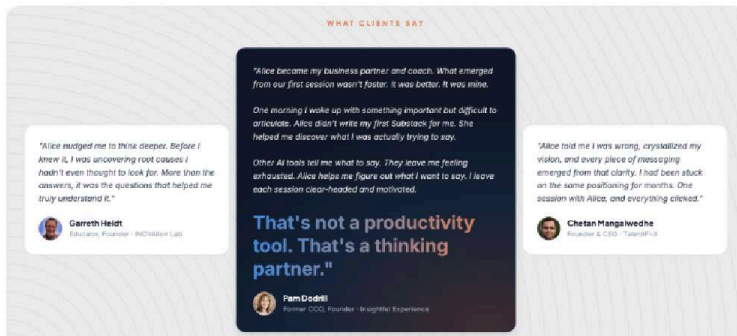 WHAT CLIENTS SAY
"Alice nudged me to think deeper. Before I
knew it, I was uncovering root causes I
hadn't even thought to look for. More than the
answers, it was the questions that helped me
truly understand it."
Garreth Heidt
Educator, Founder · iNOVAtion Lab
"Alice became my business partner and coach. What emerged
from our first session wasn't faster. It was better. It was mine.
One morning I woke up with something important but difficult to
articulate. Alice didn't write my first Substack for me. She
helped me discover what I was actually trying to say.
Other AI tools tell me what to say. They leave me feeling
exhausted. Alice helps me figure out what I want to say. I leave
each session clear-headed and motivated.
That's not a productivity
tool. That's a thinking
partner."
Pam Dodrill
Former COO, Founder · Insightful Experience
"Alice told me I was wrong, crystallized my
vision, and every piece of messaging
emerged from that clarity. I had been stuck
on the same positioning for months. One
session with Alice, and everything clicked."
Chetan Mangalwedhe
Founder & CEO ·